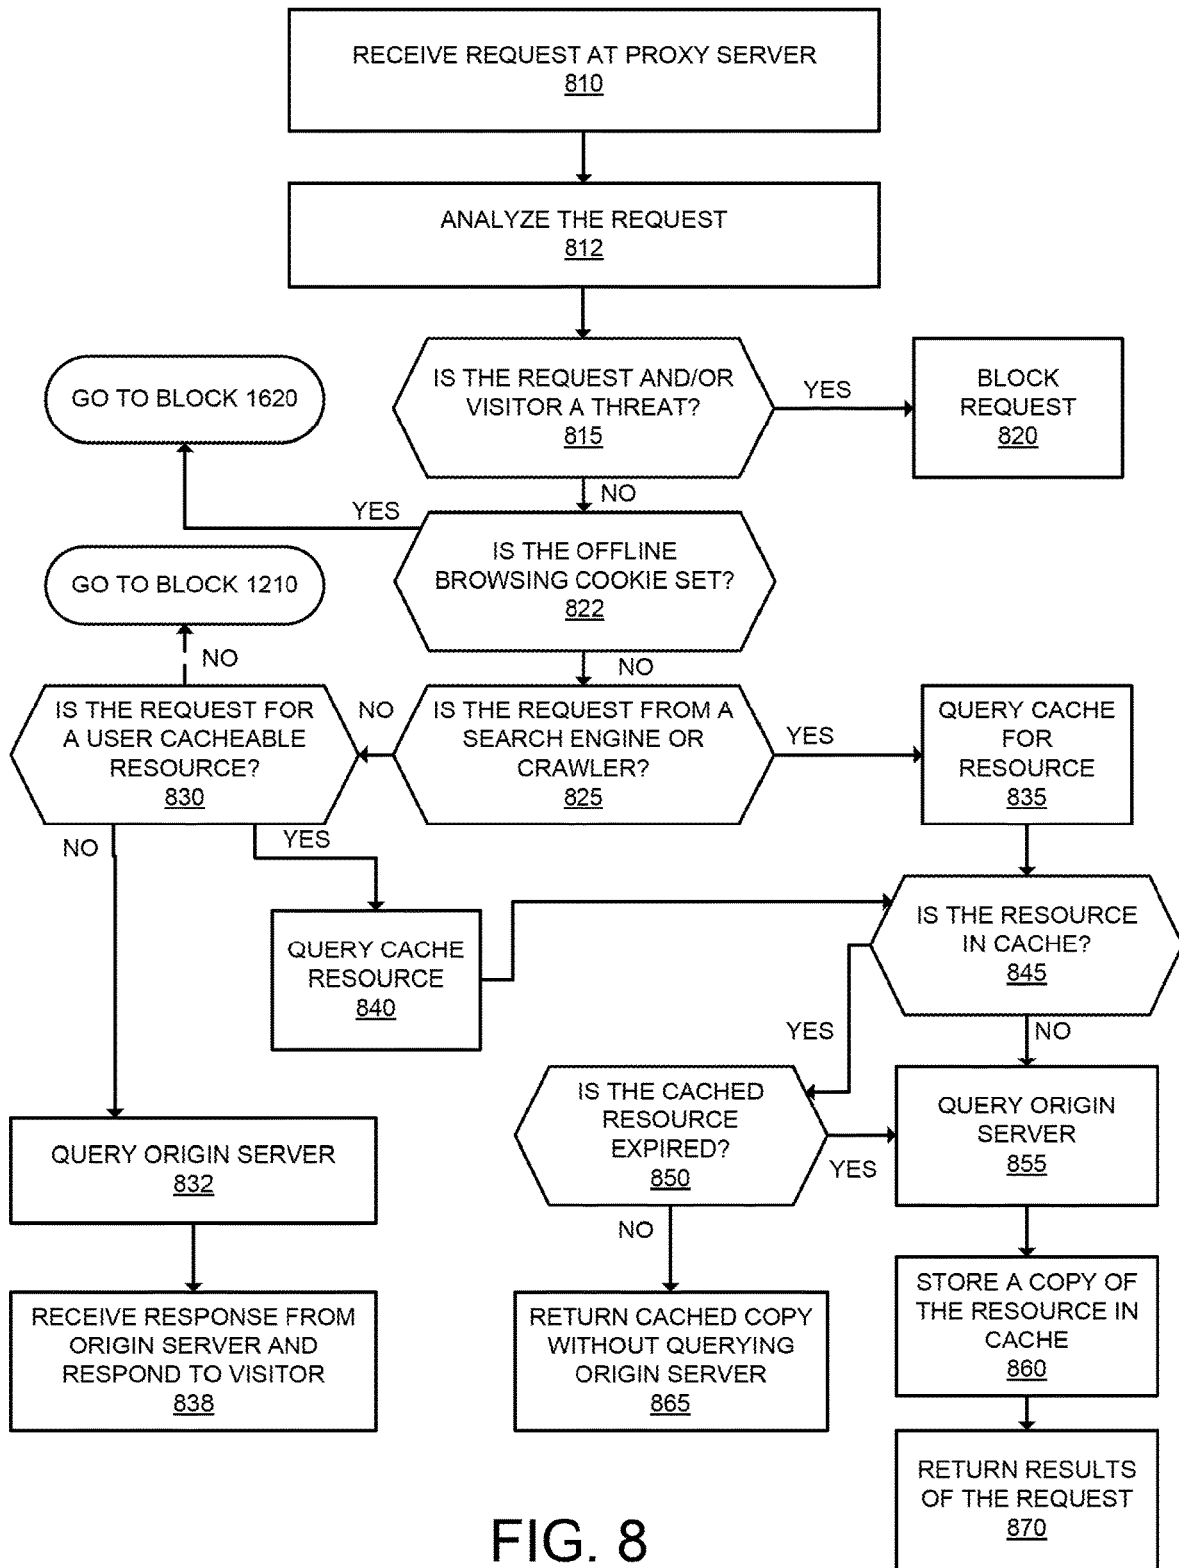 RECEIVE REQUEST AT PROXY SERVER
810
ANALYZE THE REQUEST
812
IS THE REQUEST AND/OR
VISITOR A THREAT?
815
YES
BLOCK
REQUEST
820
GO TO BLOCK 1620
NO
YES
IS THE OFFLINE
BROWSING COOKIE SET?
822
GO TO BLOCK 1210
NO
NO
IS THE REQUEST FOR
A USER CACHEABLE
RESOURCE?
830
NO
IS THE REQUEST FROM A
SEARCH ENGINE OR
CRAWLER?
825
YES
QUERY CACHE
FOR
RESOURCE
835
NO
YES
QUERY CACHE
RESOURCE
840
IS THE RESOURCE
IN CACHE?
845
YES
NO
IS THE CACHED
RESOURCE
EXPIRED?
850
YES
QUERY ORIGIN
SERVER
855
QUERY ORIGIN SERVER
832
NO
RECEIVE RESPONSE FROM
ORIGIN SERVER AND
RESPOND TO VISITOR
838
RETURN CACHED COPY
WITHOUT QUERYING
ORIGIN SERVER
865
STORE A COPY OF
THE RESOURCE IN
CACHE
860
RETURN RESULTS
OF THE REQUEST
870
FIG. 8